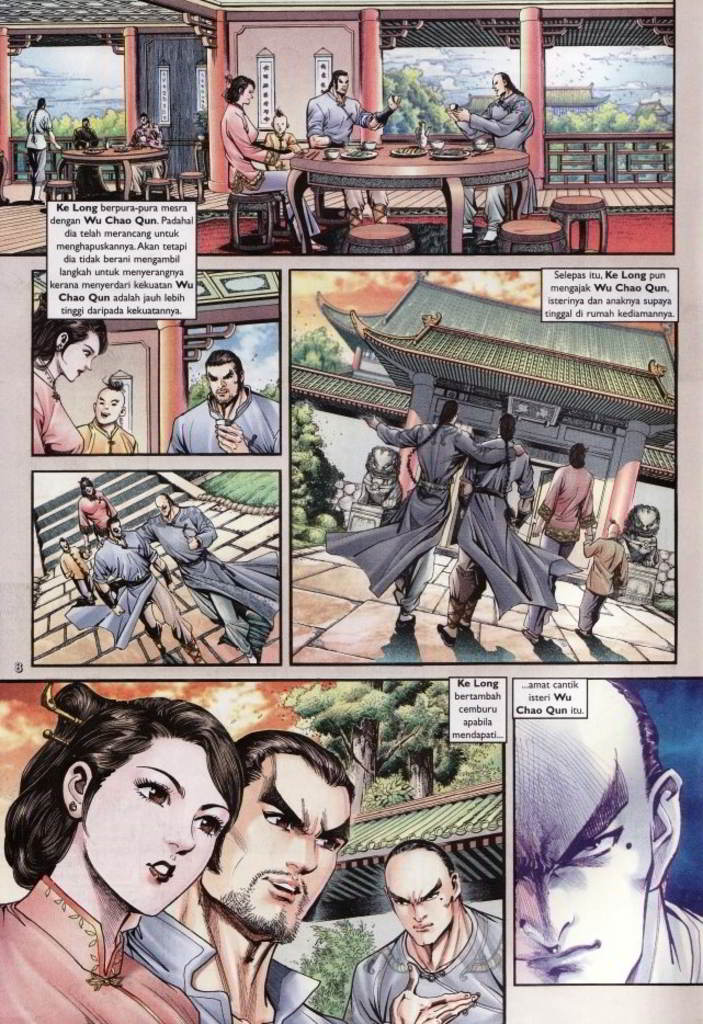 Ke Long berpura-pura mesra
dengan Wu Chao Qun. Padahal
dia telah merancang untuk
menghapuskannya. Akan tetapi
dia tidak berani mengambil
langkah untuk menyerangnya
kerana menyerdari kekuatan Wu
Chao Qun adalah jauh lebih
tinggi daripada kekuatannya.
Selepas itu, Ke Long pun
mengajak Wu Chao Qun,
isterinya dan anaknya supaya
tinggal di rumah kediamannya.
8
Ke Long
bertambah
cemburu
apabila
mendapati...
...amat cantik
isteri Wu
Chao Qun itu.